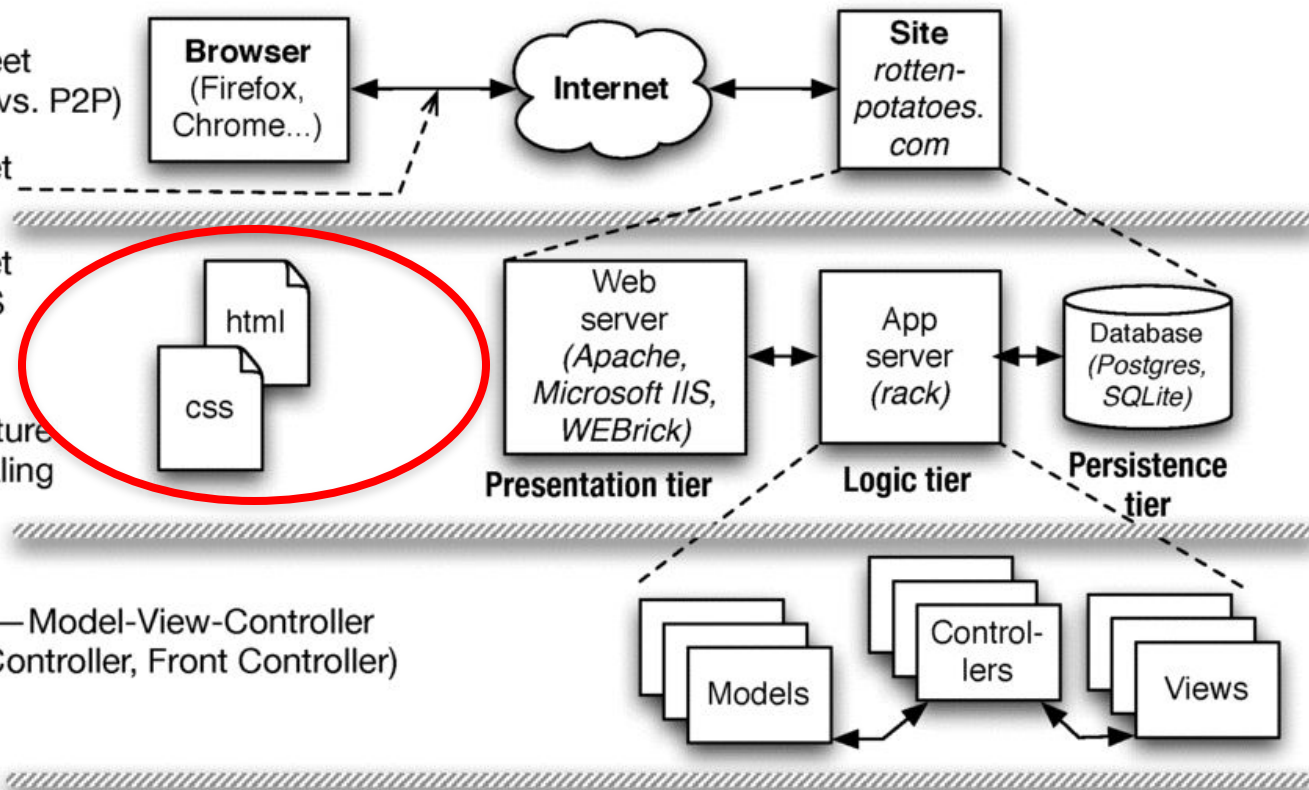 Browser
(Firefox,
Chrome...)
Internet
Site
rotten-
potatoes.
com
vs. P2P)
html
css
Web
server
(Apache,
Microsoft IIS,
WEBrick)
Presentation tier
App
server
(rack)
Logic tier
Database
(Postgres,
SQLite)
Persistence
tier
—Model-View-Controller
Controller, Front Controller)
Models
Control-
lers
Views